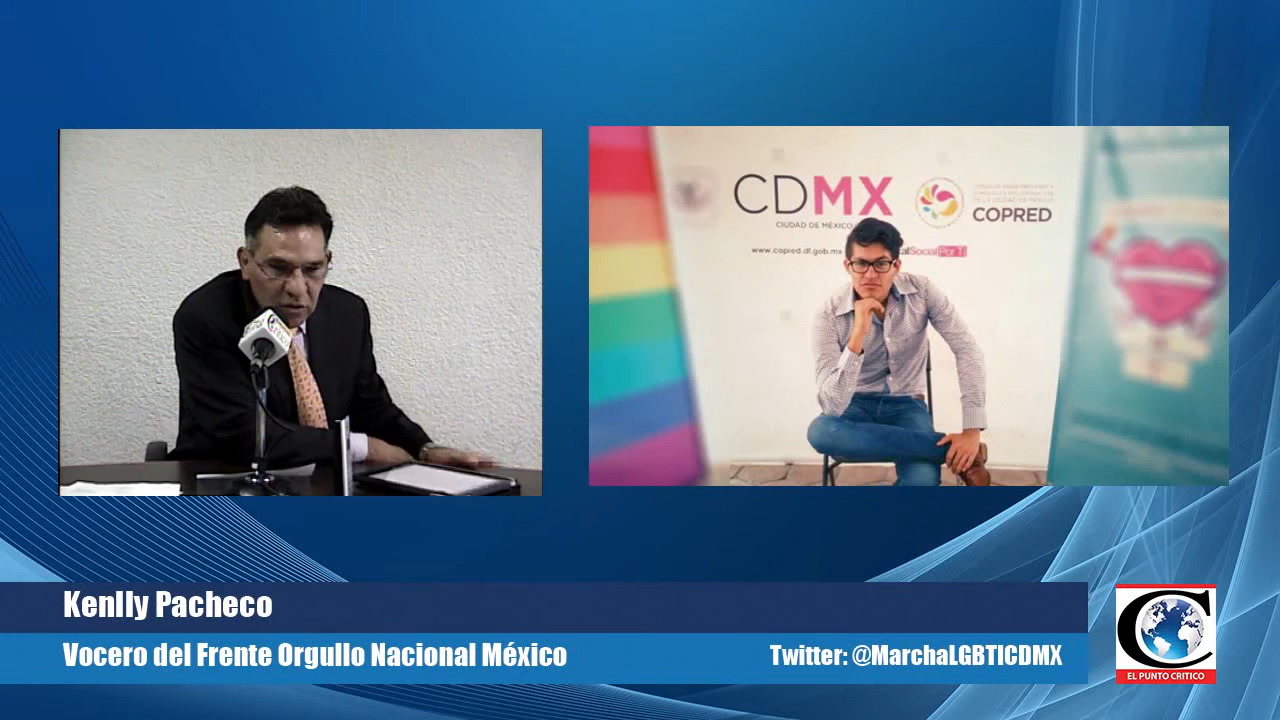 CDMX
CIUDAD DE MÉXICO
COPRED
www.copred.df.gob.mx
alSocialPorTi
Kenlly Pacheco
Vocero del Frente Orgullo Nacional México
Twitter: @MarchaLGBTICDMX
C
EL PUNTO CRITICO